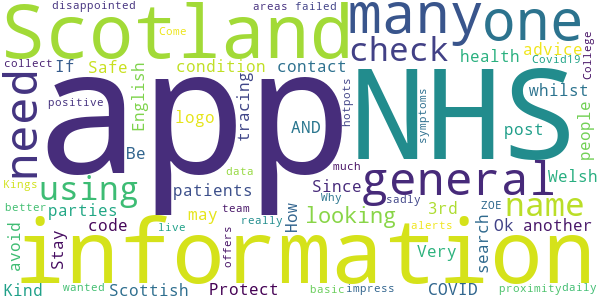 disappointed areas failed
Scotland many one
Come
check
collect If Safe condition contact health advice Covid19 College
need app NHS
positive English logo tracing AND hotpots symptoms whilst
Be post people
Kings using patients Since much general Welsh
better parties data Why sadly name
avoid Stay code may team How looking 3rd ZOE search Ok another
live really offers Very alerts
information
Kind wanted Scottish Protect basic impress COVID proximity daily